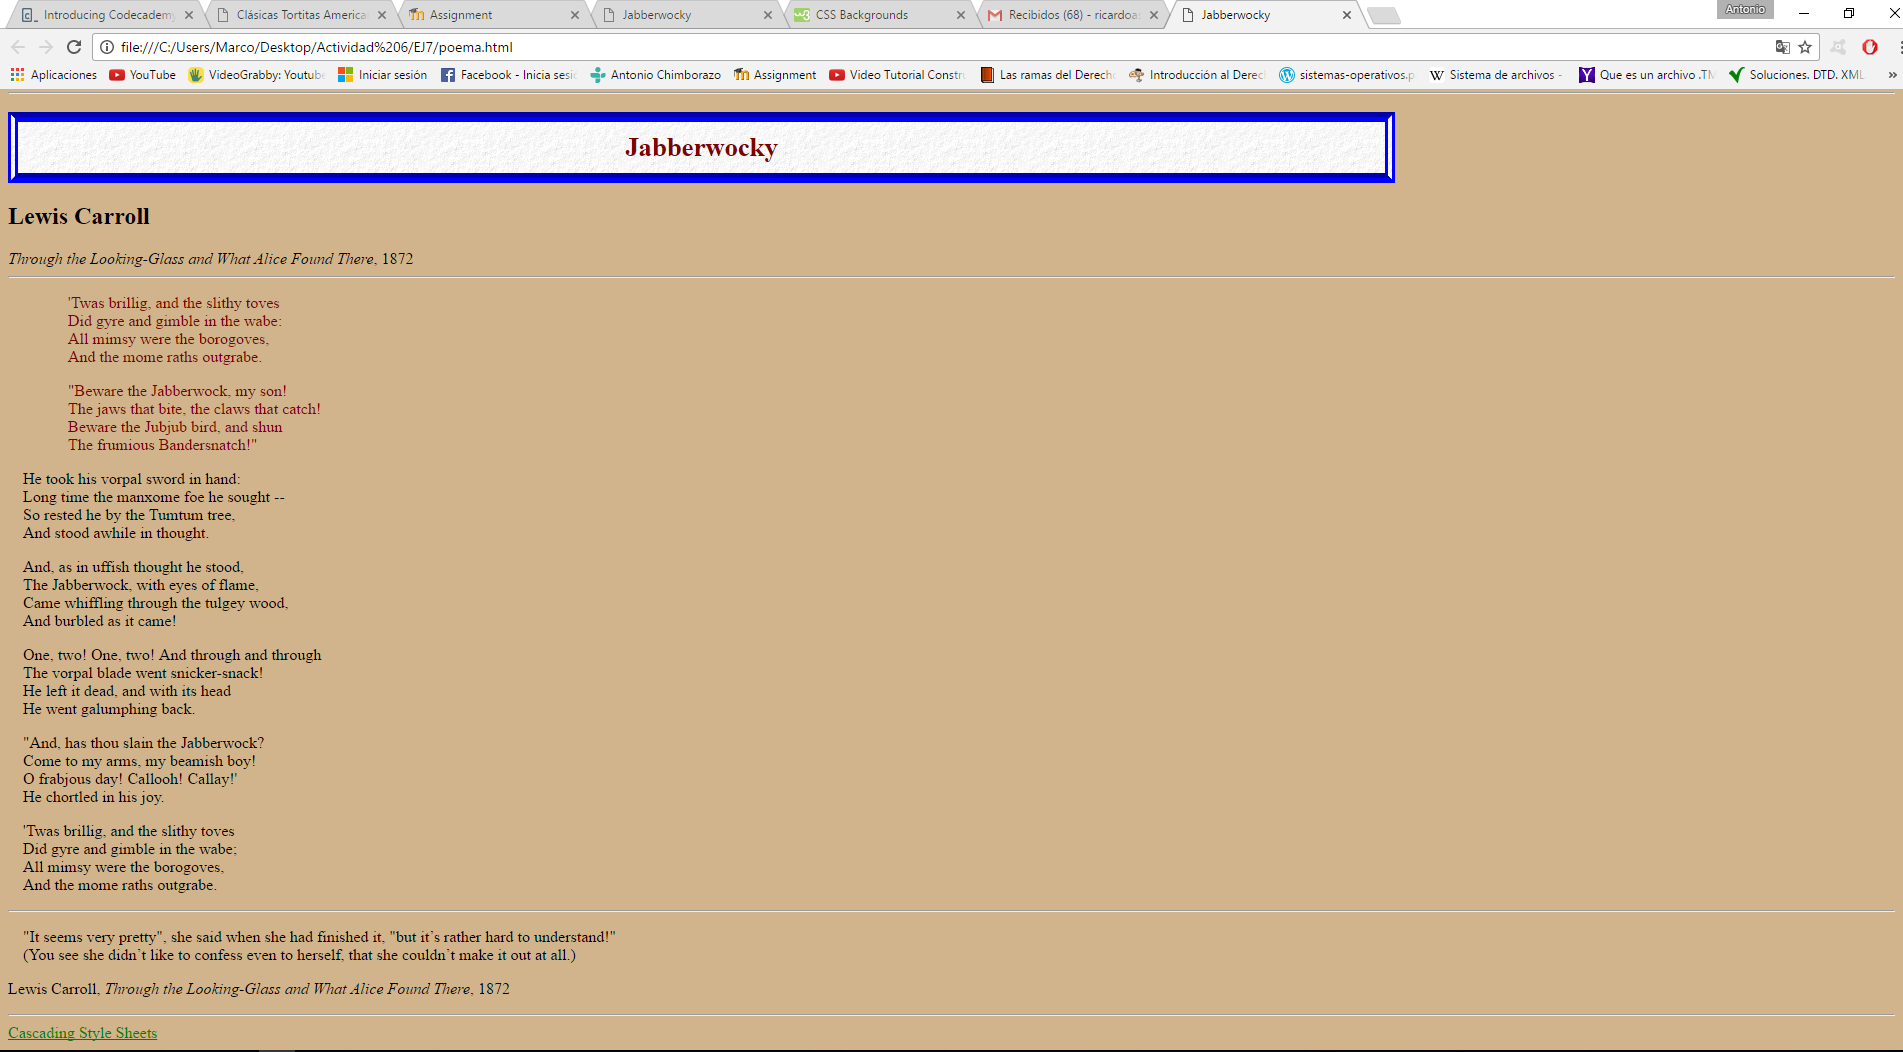 Introducing Codecademy
Clásicas Tortitas America
Assignment
Jabberwocky
CSS Backgrounds
Recibidos (68) - ricardoa
Jabberwocky
Antonio
file:///C:/Users/Marco/Desktop/Actividad%206/EJ7/poema.html
Aplicaciones
YouTube
VideoGrabby: Youtube
Iniciar sesión
Facebook - Inicia sesi
Antonio Chimborazo
Assignment
Video Tutorial Constru
Las ramas del Derech
Introducción al Derec
sistemas-operativos.p
Sistema de archivos -
Que es un archivo .TM
Soluciones. DTD. XML
»
Jabberwocky
Lewis Carroll
Through the Looking-Glass and What Alice Found There, 1872
'Twas brillig, and the slithy toves
Did gyre and gimble in the wabe:
All mimsy were the borogoves,
And the mome raths outgrabe.
"Beware the Jabberwock, my son!
The jaws that bite, the claws that catch!
Beware the Jubjub bird, and shun
The frumious Bandersnatch!"
He took his vorpal sword in hand:
Long time the manxome foe he sought --
So rested he by the Tumtum tree,
And stood awhile in thought.
And, as in uffish thought he stood,
The Jabberwock, with eyes of flame,
Came whiffling through the tulgey wood,
And burbled as it came!
One, two! One, two! And through and through
The vorpal blade went snicker-snack!
He left it dead, and with its head
He went galumphing back.
"And, has thou slain the Jabberwock?
Come to my arms, my beamish boy!
O frabjous day! Callooh! Callay!'
He chortled in his joy.
'Twas brillig, and the slithy toves
Did gyre and gimble in the wabe;
All mimsy were the borogoves,
And the mome raths outgrabe.
"It seems very pretty", she said when she had finished it, "but it’s rather hard to understand!"
(You see she didn’t like to confess even to herself, that she couldn’t make it out at all.)
Lewis Carroll, Through the Looking-Glass and What Alice Found There, 1872
Cascading Style Sheets